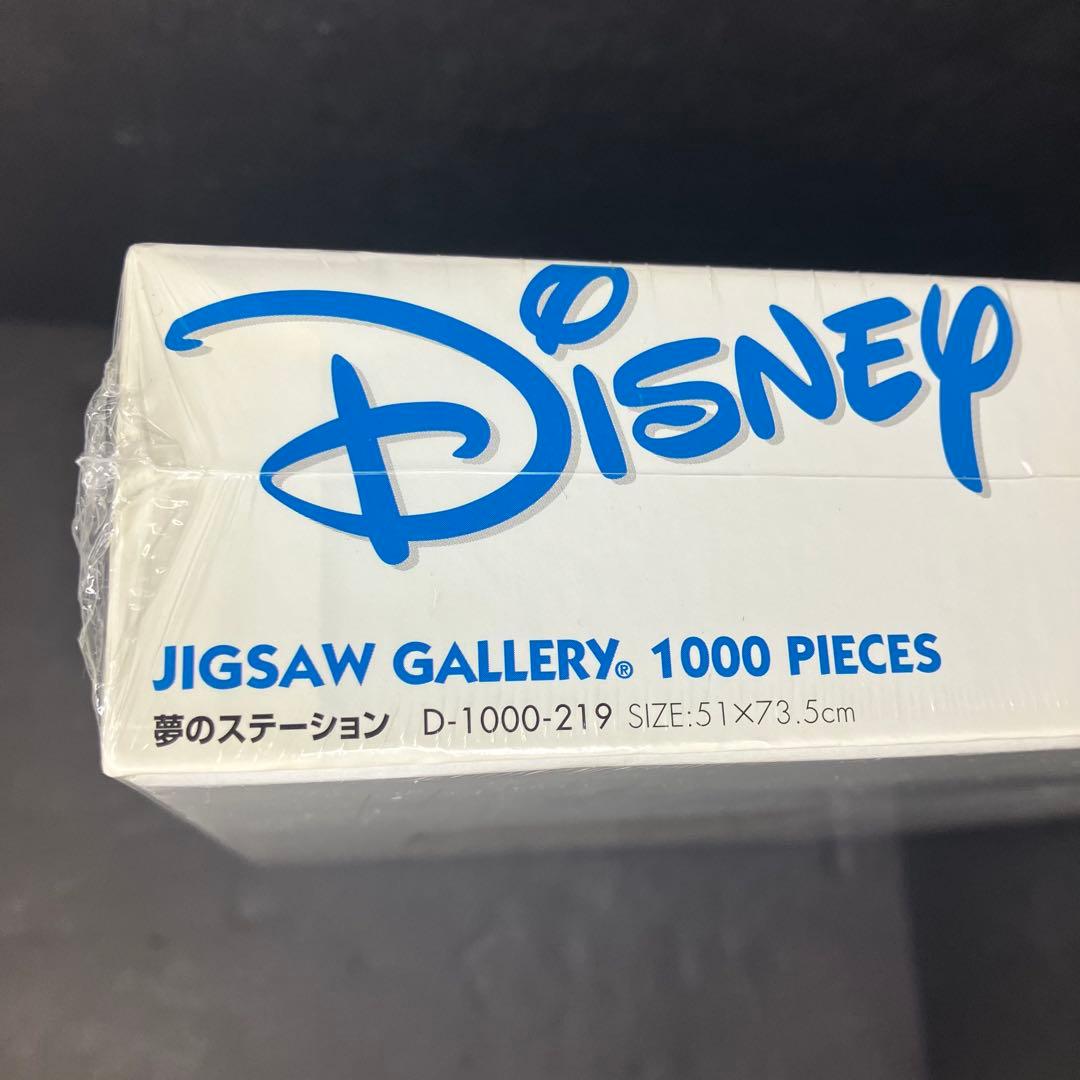 Disney
JIGSAW GALLERY® 1000 PIECES
夢のステーション D-1000-219 SIZE:51×73.5cm